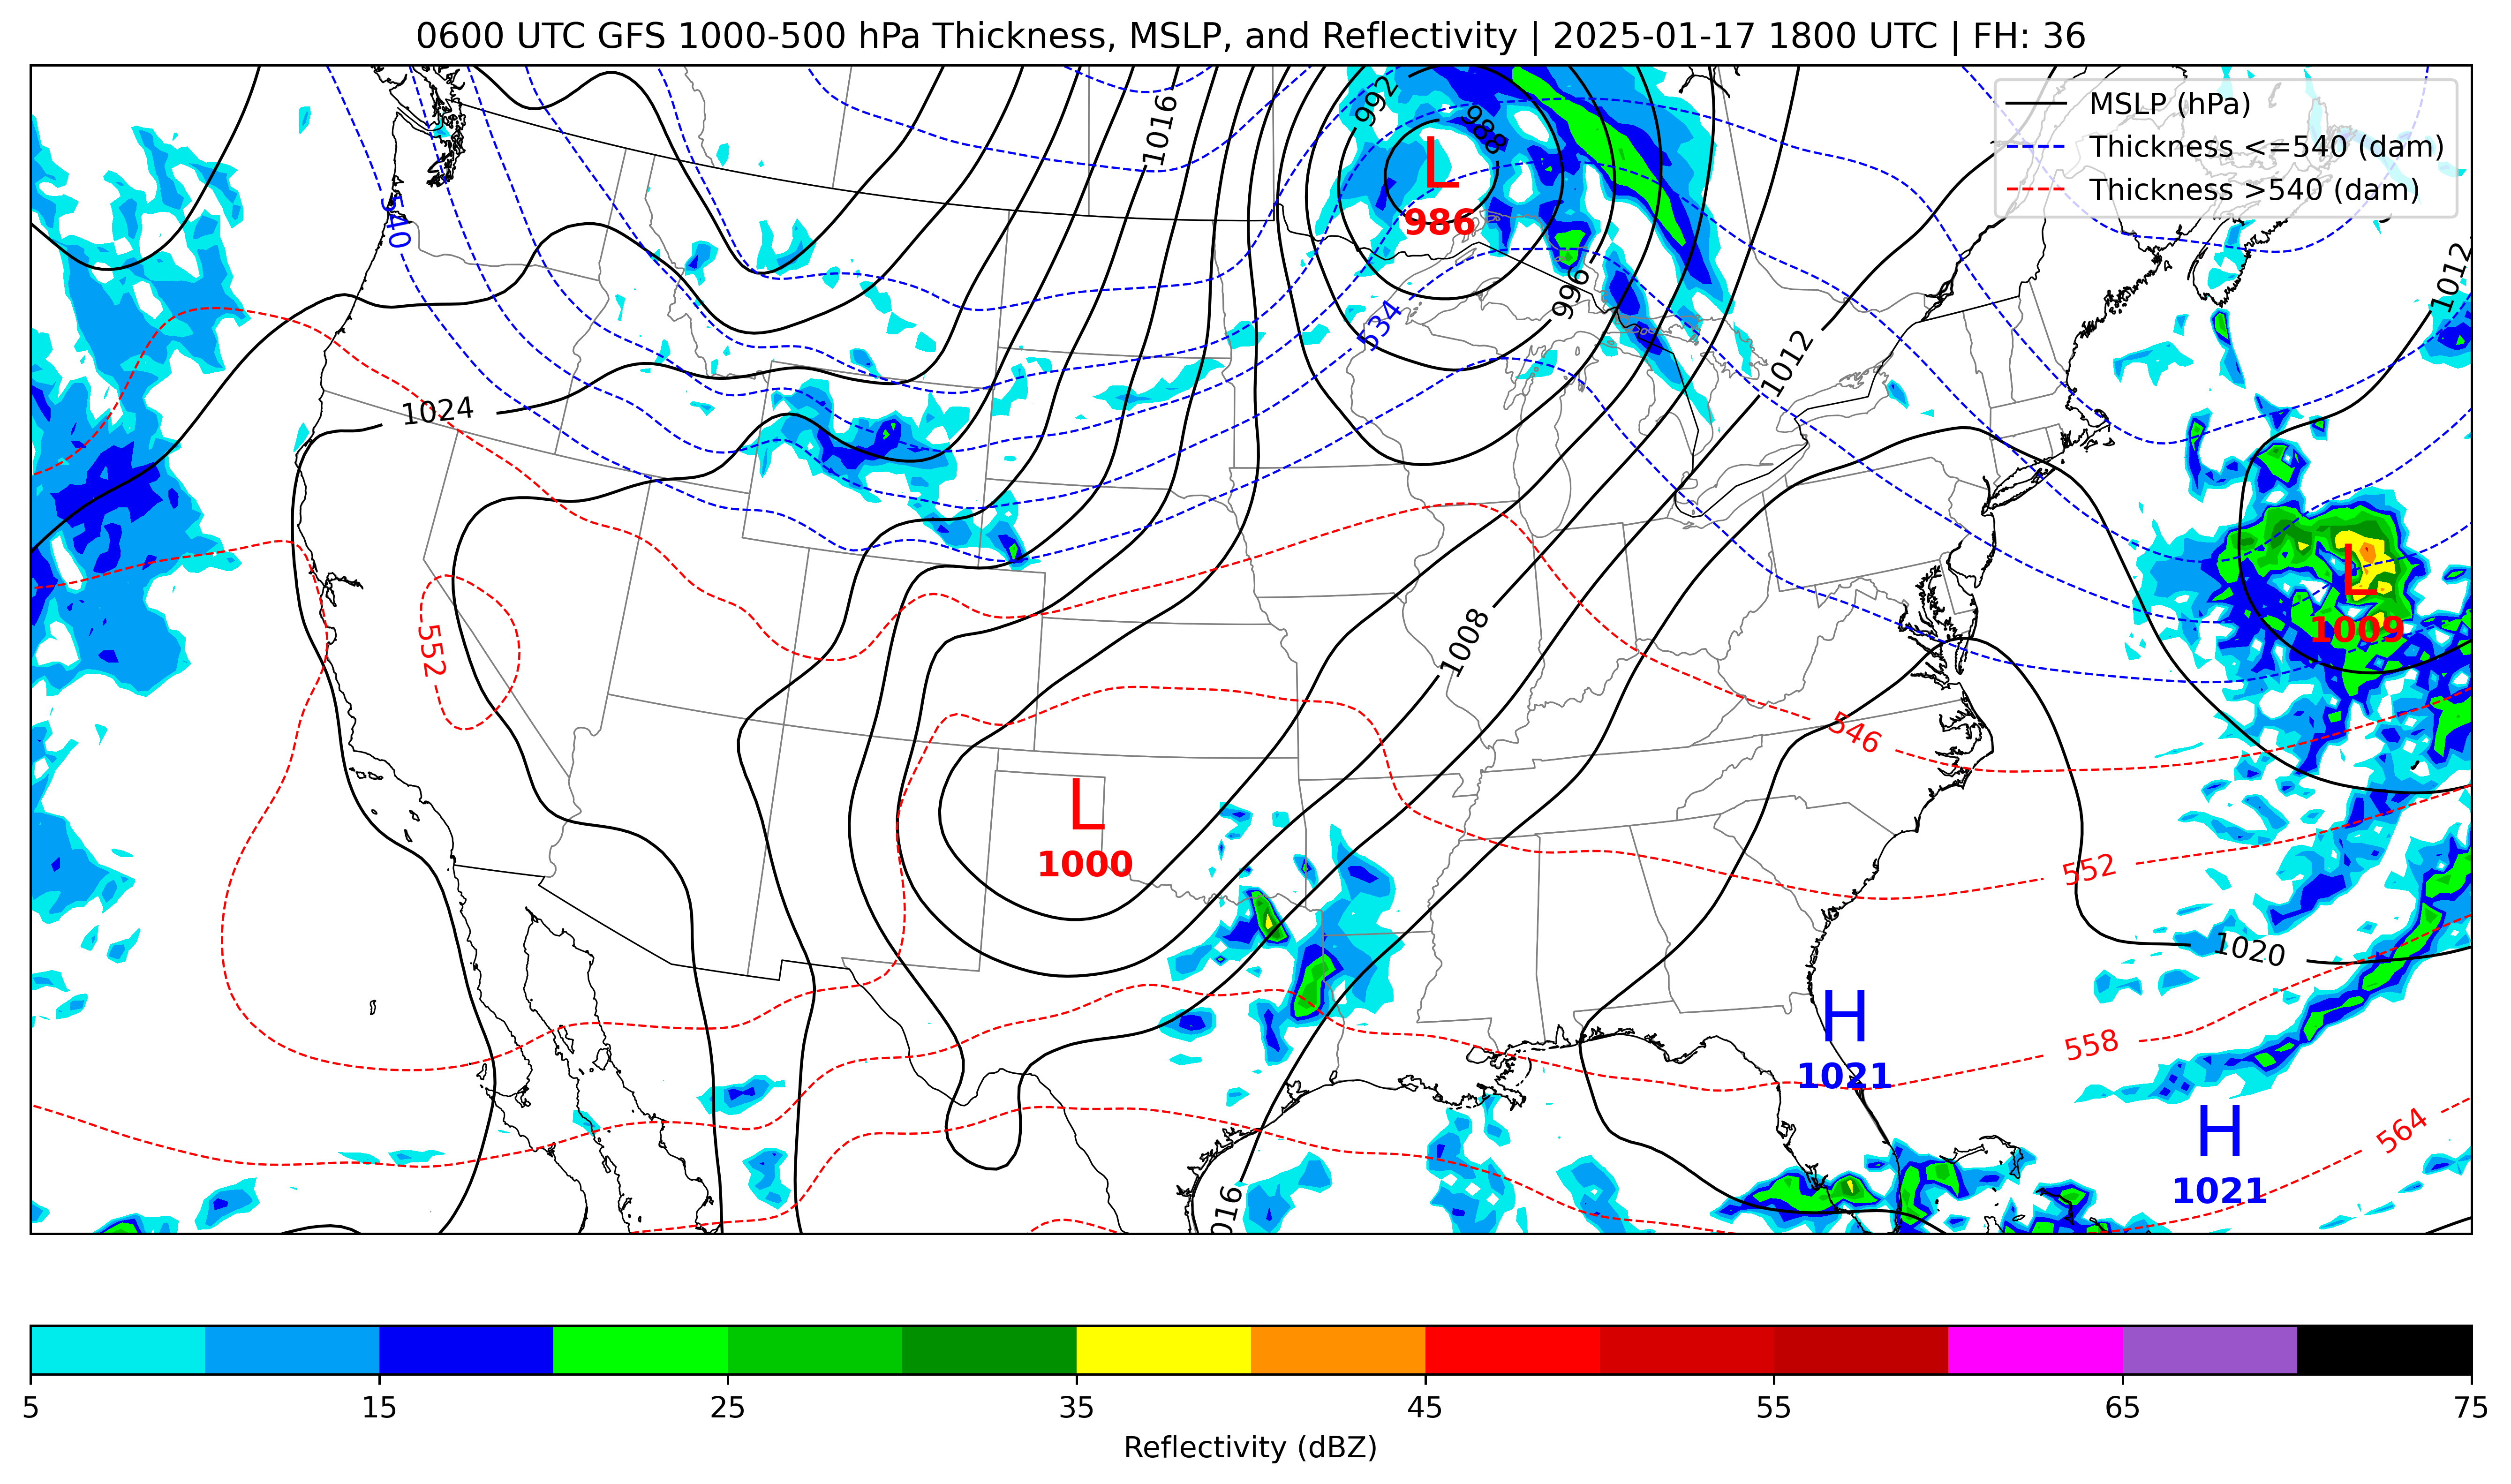 0600 UTC GFS 1000-500 hPa Thickness, MSLP, and Reflectivity | 2025-01-17 1800 UTC | FH: 36
MSLP (hPa)
Thickness <=540 (dam)
Thickness >540 (dam)
992
1016
988
L
986
540
1012
996
534
1012
1024
L
1009
552
1008
546
L
1000
552
1020
H
1021
558
H
1021
564
016
5 15 25 35 45 55 65 75
Reflectivity (dBZ)